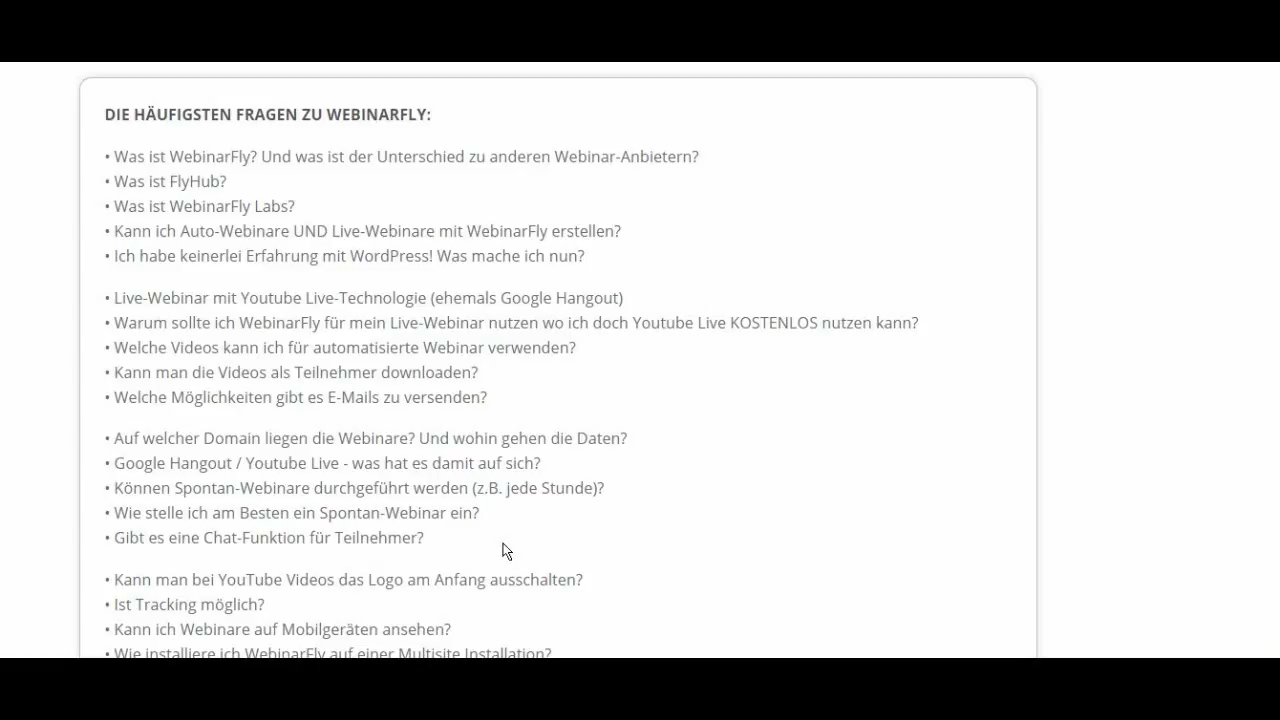 DIE HÄUFIGSTEN FRAGEN ZU WEBINARFLY:
• Was ist WebinarFly? Und was ist der Unterschied zu anderen Webinar-Anbietern?
• Was ist FlyHub?
• Was ist WebinarFly Labs?
• Kann ich Auto-Webinare UND Live-Webinare mit WebinarFly erstellen?
• Ich habe keinerlei Erfahrung mit WordPress! Was mache ich nun?
• Live-Webinar mit Youtube Live-Technologie (ehemals Google Hangout)
• Warum sollte ich WebinarFly für mein Live-Webinar nutzen wo ich doch Youtube Live KOSTENLOS nutzen kann?
• Welche Videos kann ich für automatisierte Webinar verwenden?
• Kann man die Videos als Teilnehmer downloaden?
• Welche Möglichkeiten gibt es E-Mails zu versenden?
• Auf welcher Domain liegen die Webinare? Und wohin gehen die Daten?
• Google Hangout / Youtube Live - was hat es damit auf sich?
• Können Spontan-Webinare durchgeführt werden (z.B. jede Stunde)?
• Wie stelle ich am Besten ein Spontan-Webinar ein?
• Gibt es eine Chat-Funktion für Teilnehmer?
• Kann man bei YouTube Videos das Logo am Anfang ausschalten?
• Ist Tracking möglich?
• Kann ich Webinare auf Mobilgeräten ansehen?
• Wie installiere ich WebinarFly auf einer Multisite Installation?